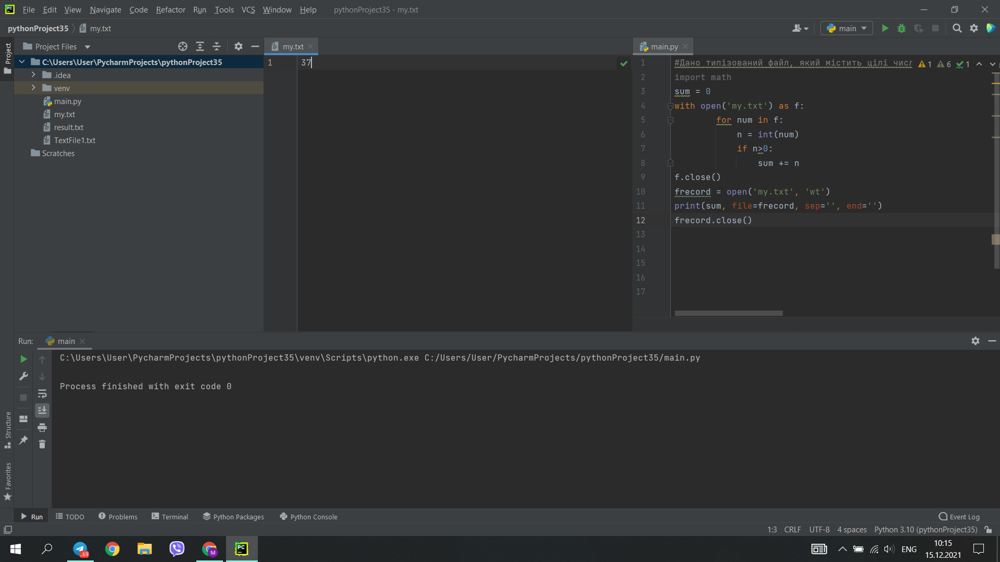 File Edit View Navigate Code Refactor Run Tools VCS Window Help pythonProject35 - my.txt
pythonProject35 my.txt
main
Project
Project Files
C:\Users\User\PycharmProjects\pythonProject35
.idea
venv
main.py
my.txt
result.txt
TextFile1.txt
Scratches
my.txt
1 37
main.py
1 #Дано типізований файл, який містить цілі числ
1 6 1
2 import math
3 sum = 0
4 with open('my.txt') as f:
5 for num in f:
6 n = int(num)
7 if n>0:
8 sum += n
9 f.close()
10 frecord = open('my.txt', 'wt')
11 print(sum, file=frecord, sep='', end='')
12 frecord.close()
13
14
15
16
17
Run: main
C:\Users\User\PycharmProjects\pythonProject35\venv\Scripts\python.exe C:/Users/User/PycharmProjects/pythonProject35/main.py
Process finished with exit code 0
Structure
Favorites
Run TODO Problems Terminal Python Packages Python Console Event Log
1:3 CRLF UTF-8 4 spaces Python 3.10 (pythonProject35)
..69
M
PC
ENG
10:15
15.12.2021